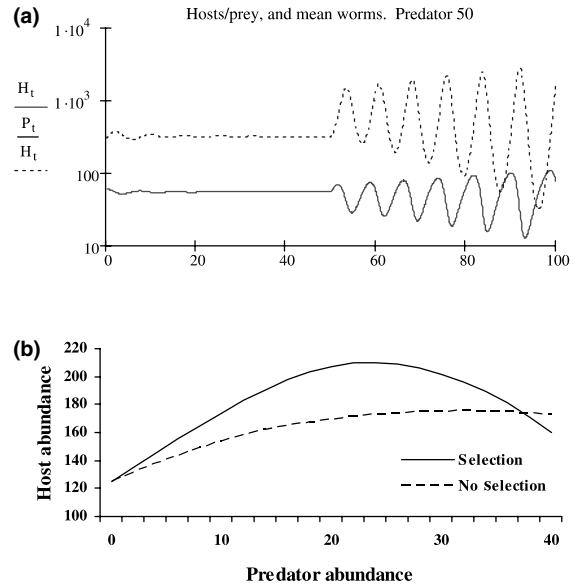 (a)
Hosts/prey, and mean worms. Predator 50
1·10⁴
1·10³
100
10
H_t
P_t
H_t
0 20 40 60 80 100
(b)
220
200
180
160
140
120
100
Host abundance
Selection
No Selection
0 10 20 30 40
Predator abundance